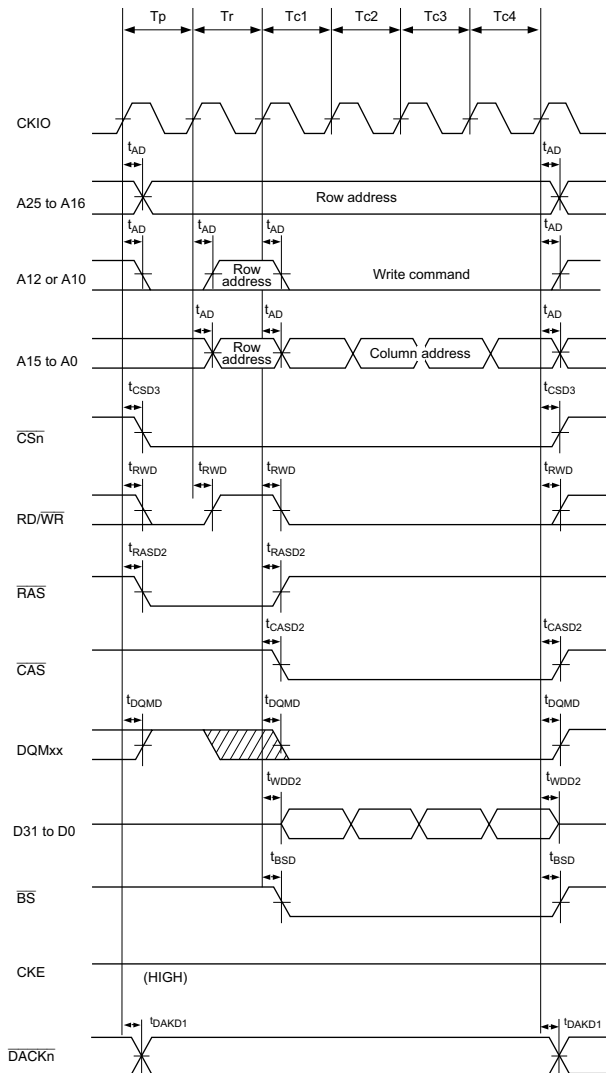 Tp Tr Tc1 Tc2 Tc3 Tc4
CKIO
tAD tAD
A25 to A16 Row address
tAD tAD tAD tAD
A12 or A10 Row address Write command
tAD tAD tAD
A15 to A0 Row address Column address
tCSD3 tCSD3
CSn
tRWD tRWD tRWD tRWD
RD/WR
tRASD2 tRASD2
RAS
tCASD2 tCASD2
CAS
tDQMD tDQMD tDQMD
DQMxx
tWDD2 tWDD2
D31 to D0
tBSD tBSD
BS
CKE
(HIGH)
tDAKD1 tDAKD1
DACKn